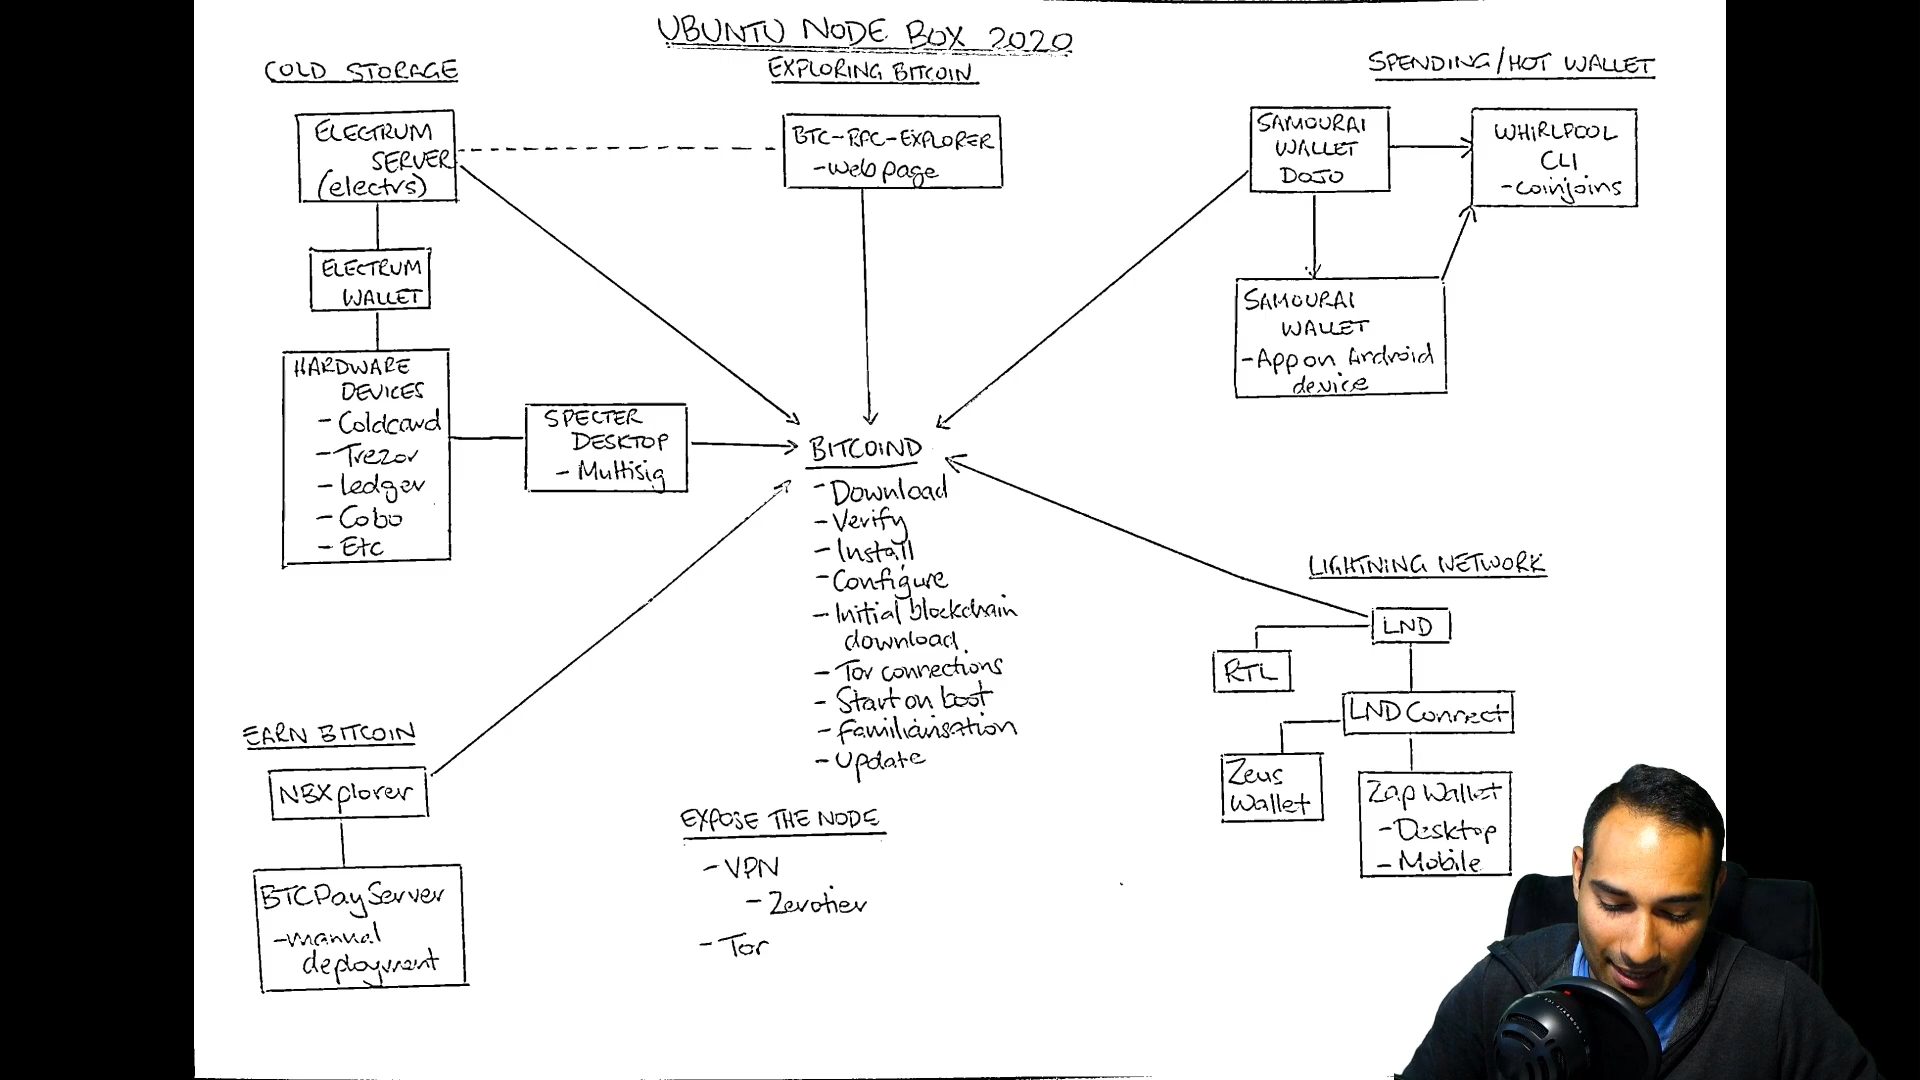 UBUNTU NODE BOX 2020
COLD STORAGE
ELECTRUM
SERVER
(electrs)
ELECTRUM
WALLET
HARDWARE
DEVICES
- Coldcard
- Trezor
- Ledger
- Cobo
- Etc
SPECTER
DESKTOP
- Multisig
EXPLORING BITCOIN
BTC-RPC-EXPLORER
- Web page
SPENDING/HOT WALLET
SAMOURAI
WALLET
DOJO
WHIRLPOOL
CLI
- coinjoins
SAMOURAI
WALLET
- App on Android
device
BITCOIND
- Download
- Verify
- Install
- Configure
- Initial blockchain
download
- Tor connections
- Start on boot
- Familiarisation
- Update
LIGHTNING NETWORK
LND
RTL
LND Connect
Zeus
Wallet
Zap Wallet
- Desktop
- Mobile
EARN BITCOIN
NBXplorer
BTCPay Server
- manual
deployment
EXPOSE THE NODE
- VPN
- Zerotier
- Tor